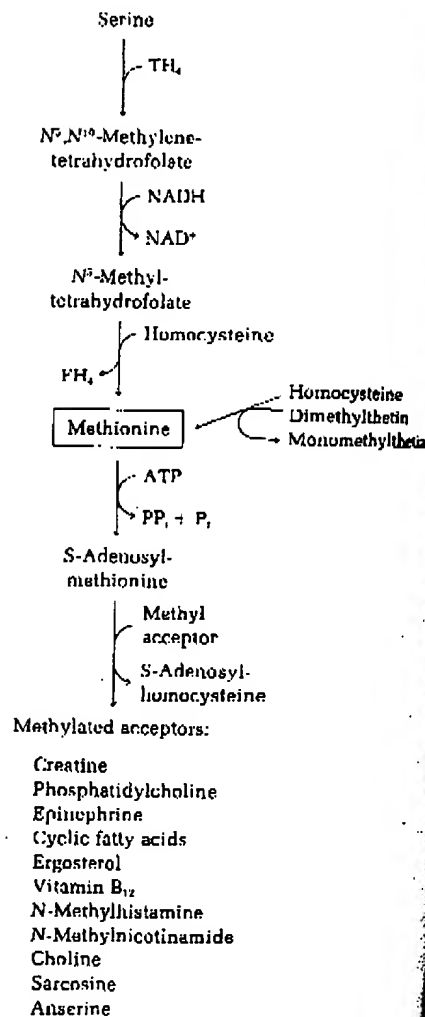 Serine
TH₄
N⁵,N¹⁰-Methylene-
tetrahydrofolate
NADH
NAD⁺
N⁵-Methyl-
tetrahydrofolate
Homocysteine
FH₄
Homocysteine
Dimethylthetin
Monomethylthetin
Methionine
ATP
PPᵢ + Pᵢ
S-Adenosyl-
methionine
Methyl
acceptor
S-Adenosyl-
homocysteine
Methylated acceptors:
Creatine
Phosphatidylcholine
Epinephrine
Cyclic fatty acids
Ergosterol
Vitamin B₁₂
N-Methylhistamine
N-Methylnicotinamide
Choline
Sarcosine
Anserine